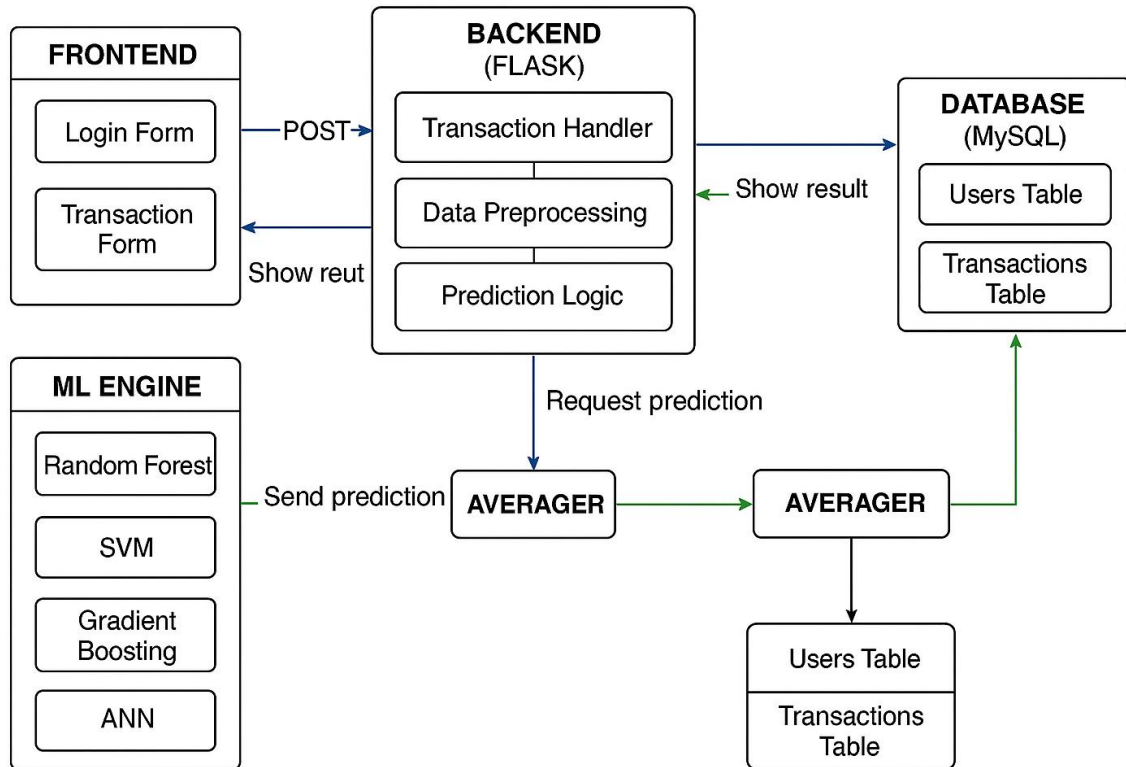 FRONTEND
Login Form
Transaction
Form
POST
Show reut
BACKEND
(FLASK)
Transaction Handler
Data Preprocessing
Prediction Logic
Show result
DATABASE
(MySQL)
Users Table
Transactions
Table
ML ENGINE
Random Forest
SVM
Gradient
Boosting
ANN
Request prediction
Send prediction
AVERAGER
AVERAGER
Users Table
Transactions
Table